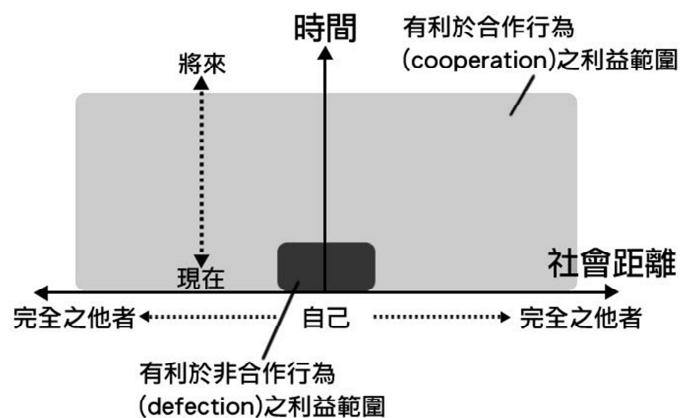 時間
有利於合作行為
(cooperation)之利益範圍
將來
現在
社會距離
完全之他者
自己
完全之他者
有利於非合作行為
(defection)之利益範圍